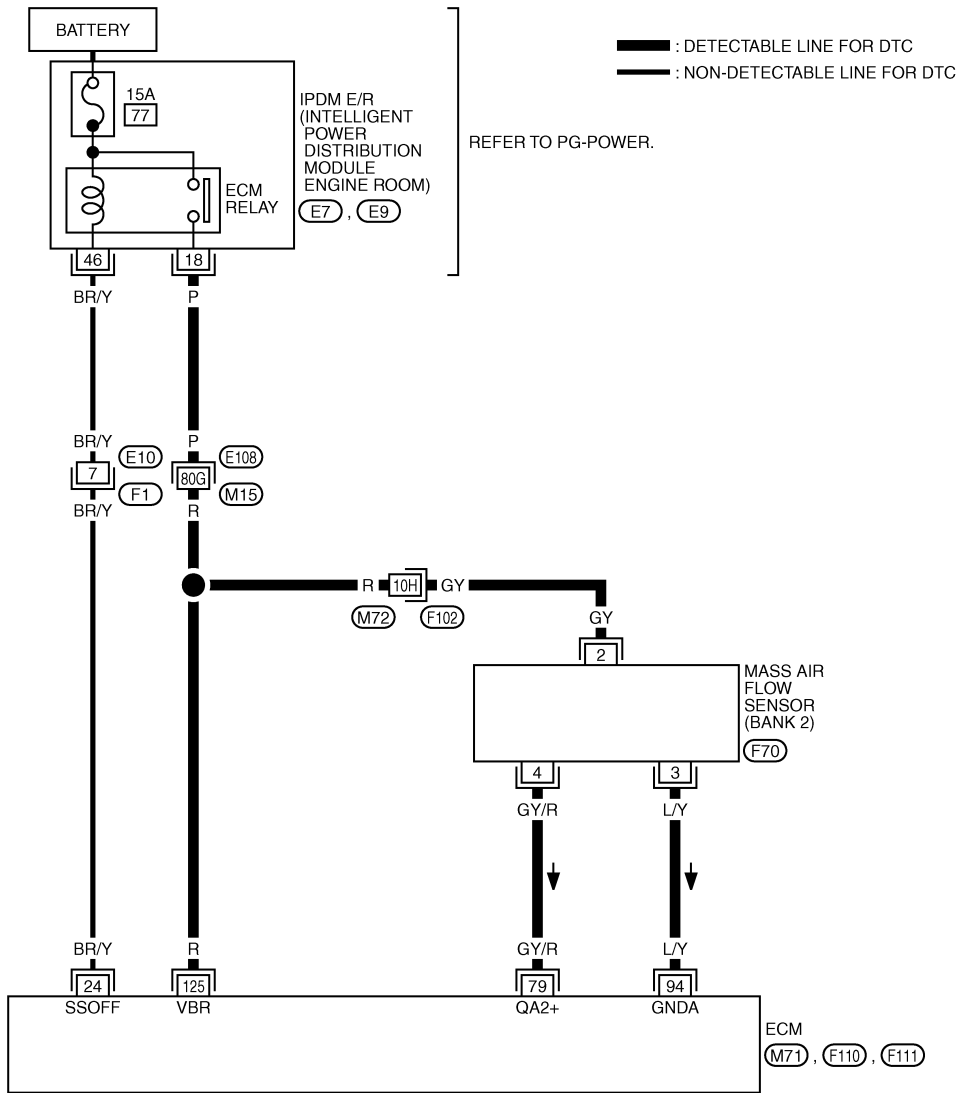 BATTERY
: DETECTABLE LINE FOR DTC
: NON-DETECTABLE LINE FOR DTC
15A
77
IPDM E/R
(INTELLIGENT
POWER
DISTRIBUTION
MODULE
ENGINE ROOM)
E7 , E9
REFER TO PG-POWER.
ECM
RELAY
46
18
BR/Y
P
BR/Y
P
7
E10
F1
80G
E108
M15
BR/Y
R
R
10H
GY
M72
F102
GY
2
MASS AIR
FLOW
SENSOR
(BANK 2)
F70
4
3
GY/R
L/Y
BR/Y
R
GY/R
L/Y
24
125
79
94
SSOFF
VBR
QA2+
GNDA
ECM
M71 , F110 , F111